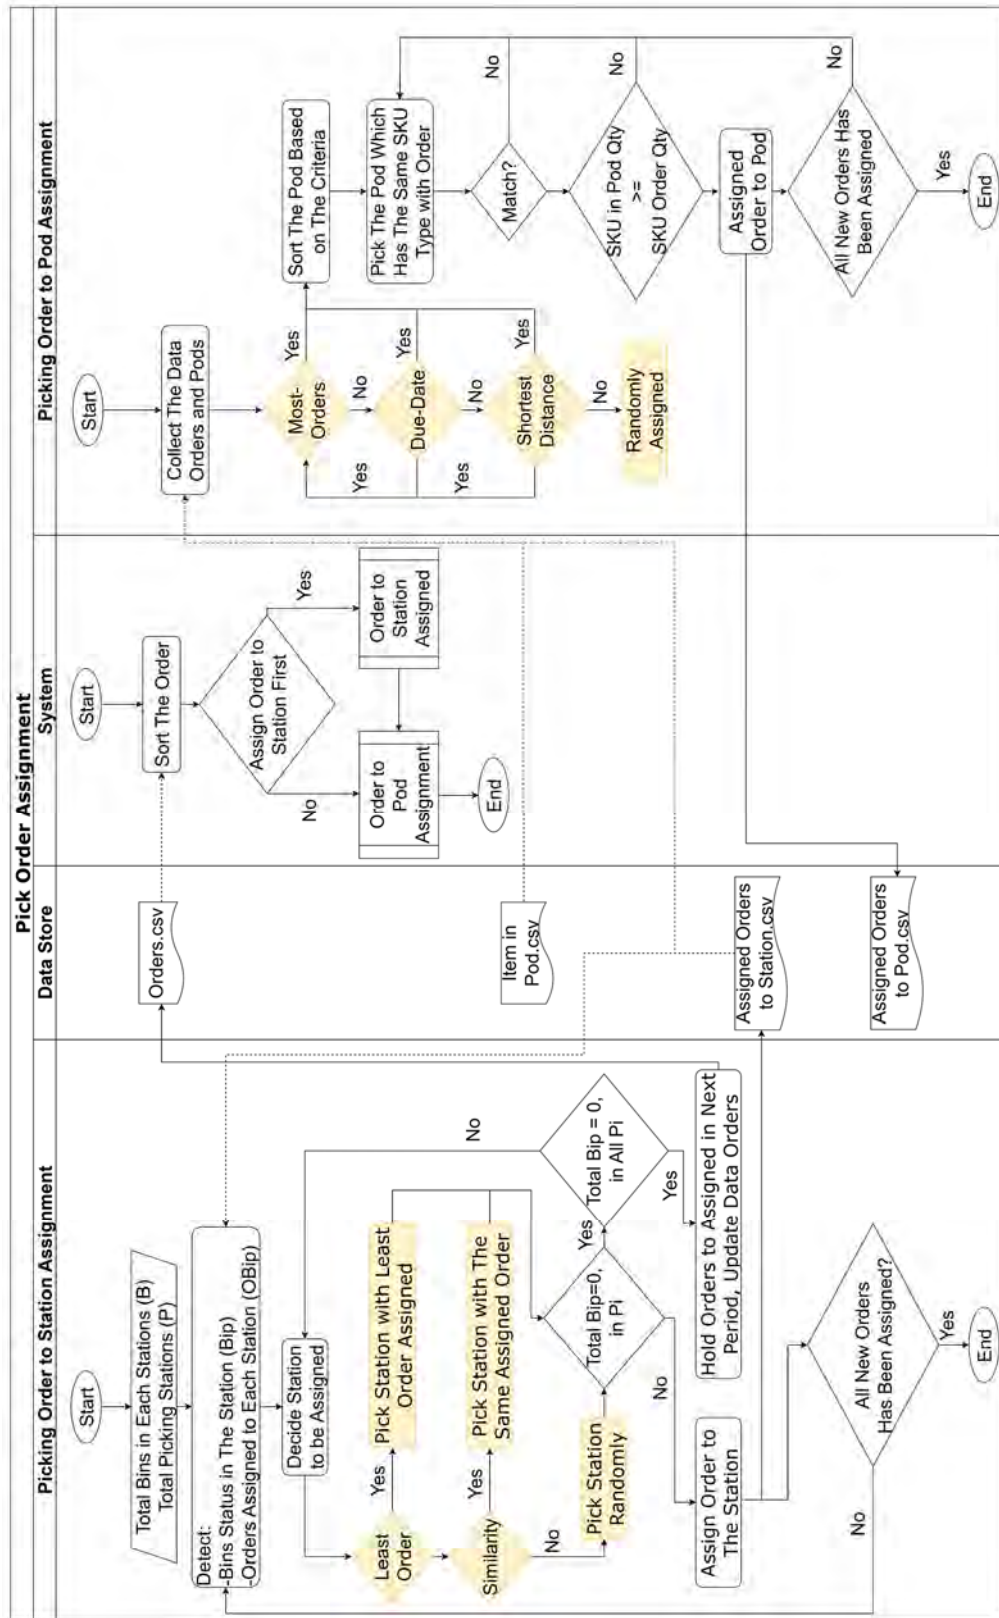 Pick Order Assignment
Picking Order to Station Assignment
Data Store
System
Picking Order to Pod Assignment
Start
Total Bins in Each Stations (B)
Total Picking Stations (P)
Detect:
-Bins Status in The Station (Bip)
-Orders Assigned to Each Station (OBip)
Decide Station
to be Assigned
Least
Order
Yes
Pick Station with Least
Order Assigned
Similarity
Yes
Pick Station with The
Same Assigned Order
No
Pick Station
Randomly
Total Bip=0,
in Pi
Yes
Total Bip = 0,
in All Pi
No
Yes
No
Assign Order to
The Station
Hold Orders to Assigned in Next
Period, Update Data Orders
All New Orders
Has Been Assigned?
No
Yes
End
Orders.csv
Item in
Pod.csv
Assigned Orders
to Station.csv
Assigned Orders
to Pod.csv
Start
Sort The Order
Assign Order to
Station First
No
Yes
Order to
Pod
Assignment
Order to
Station
Assigned
End
Start
Collect The Data
Orders and Pods
Most-
Orders
Yes
No
Yes
Due-Date
Yes
No
Yes
Shortest
Distance
Yes
No
Randomly
Assigned
Sort The Pod Based
on The Criteria
Pick The Pod Which
Has The Same SKU
Type with Order
Match?
No
SKU in Pod Qty
>=
SKU Order Qty
No
Assigned
Order to Pod
All New Orders Has
Been Assigned
No
Yes
End